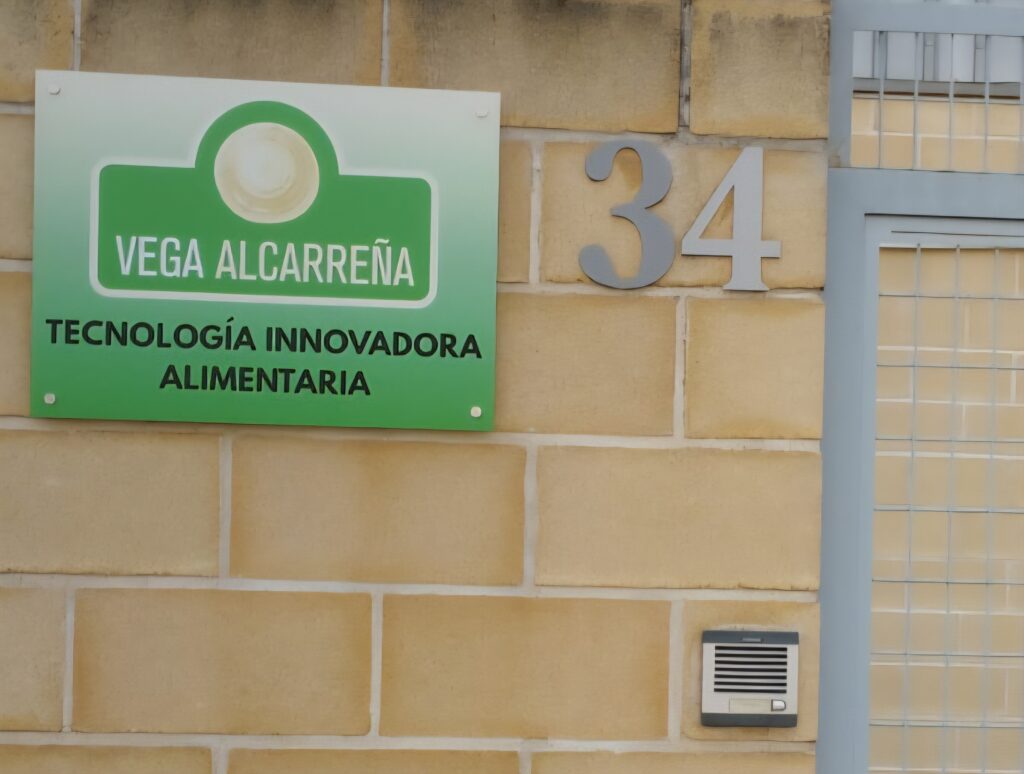 VEGA ALCARREÑA
TECNOLOGÍA INNOVADORA
ALIMENTARIA
34